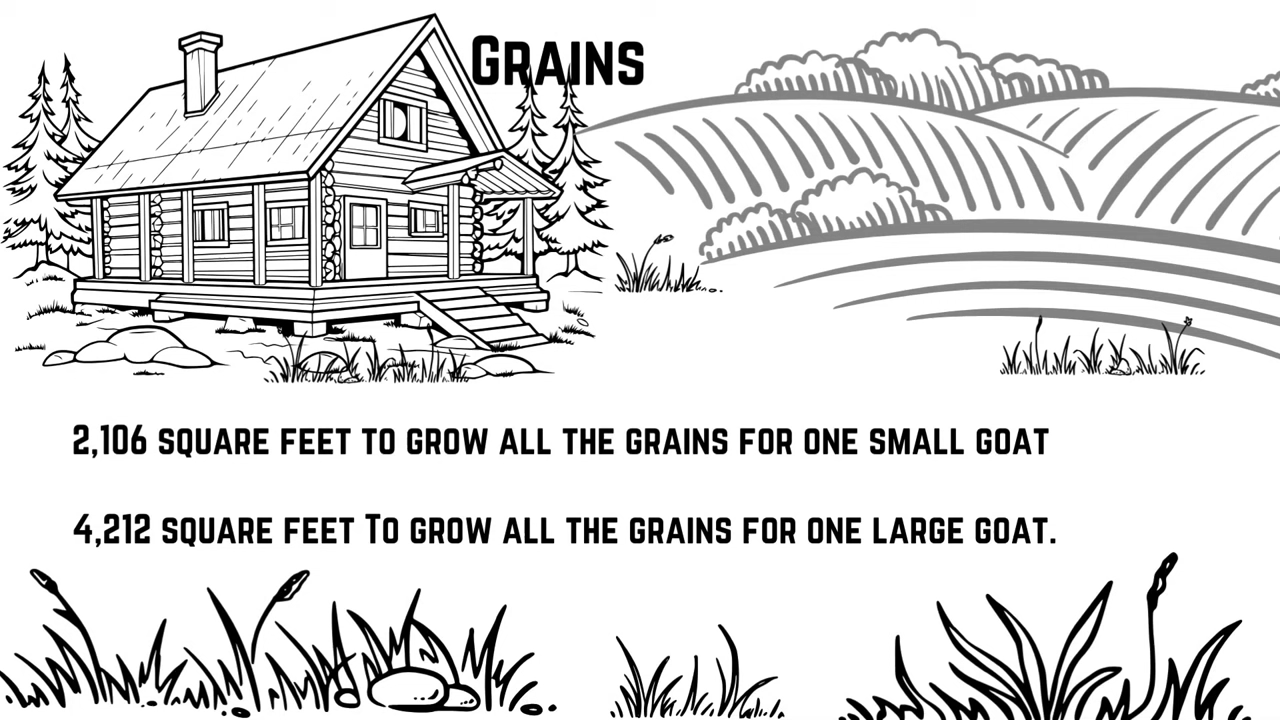 Grains
2,106 square feet to grow all the grains for one small goat
4,212 square feet To grow all the grains for one large goat.